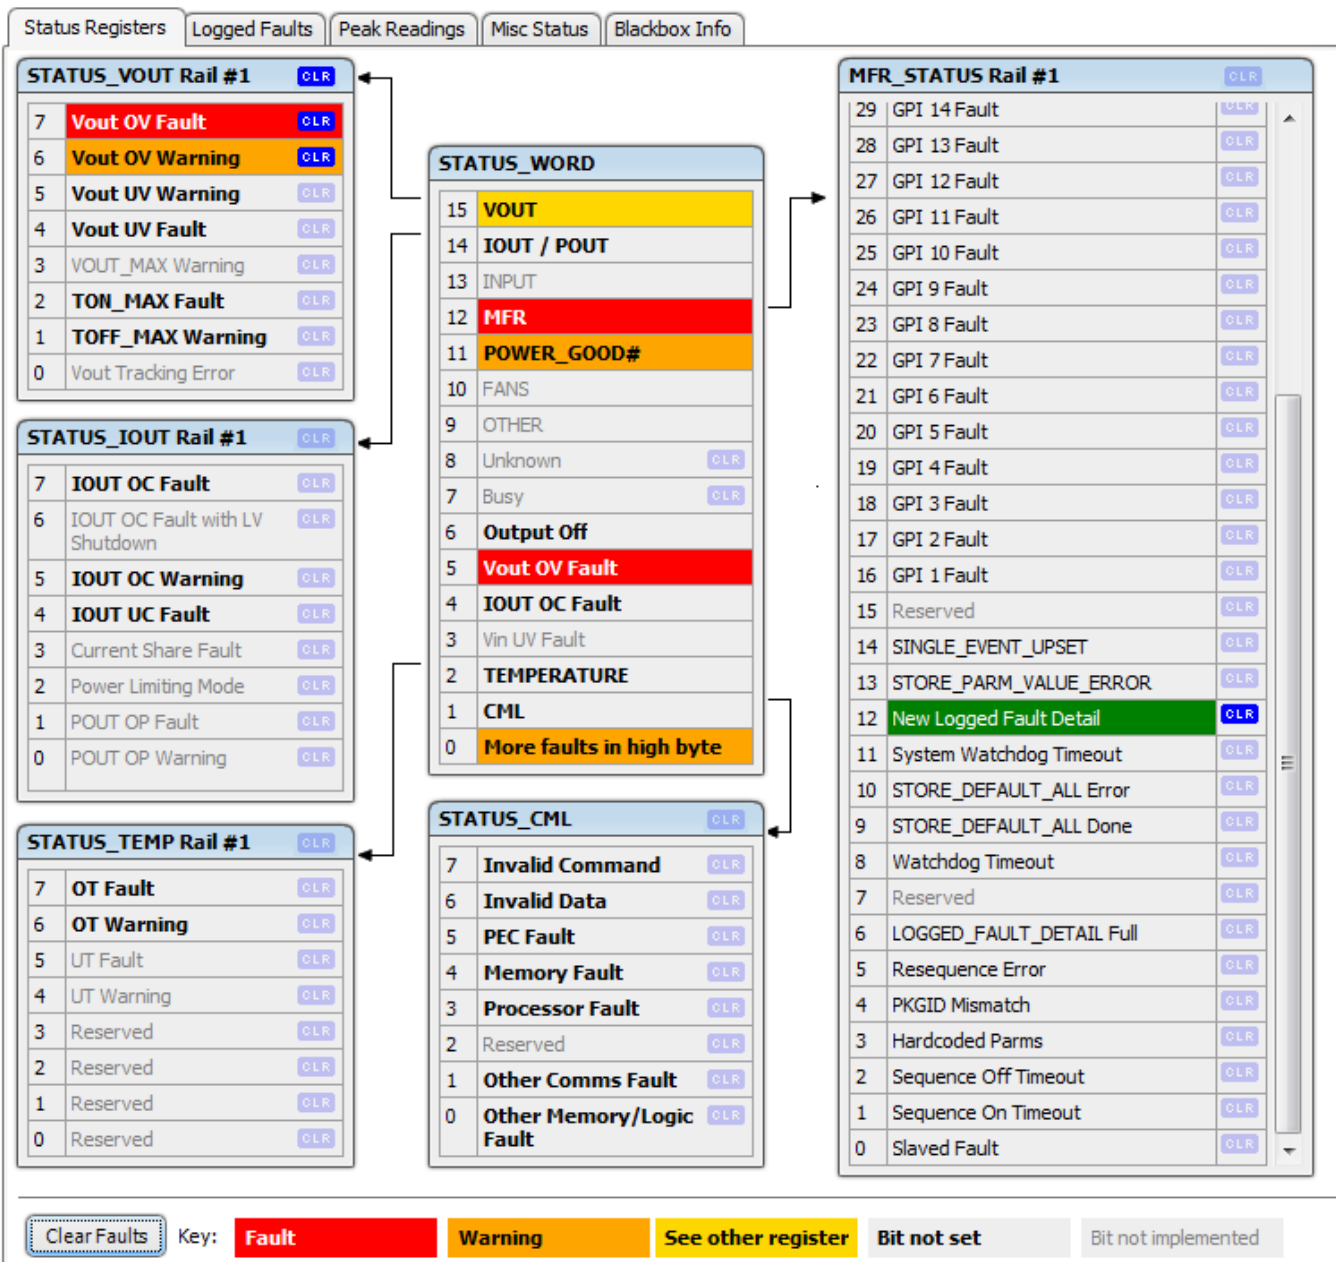 Status Registers Logged Faults Peak Readings Misc Status Blackbox Info
STATUS_VOUT Rail #1 CLR
7 Vout OV Fault CLR
6 Vout OV Warning CLR
5 Vout UV Warning CLR
4 Vout UV Fault CLR
3 VOUT_MAX Warning CLR
2 TON_MAX Fault CLR
1 TOFF_MAX Warning CLR
0 Vout Tracking Error CLR
STATUS_IOUT Rail #1 CLR
7 IOUT OC Fault CLR
6 IOUT OC Fault with LV CLR
Shutdown
5 IOUT OC Warning CLR
4 IOUT UC Fault CLR
3 Current Share Fault CLR
2 Power Limiting Mode CLR
1 POUT OP Fault CLR
0 POUT OP Warning CLR
STATUS_TEMP Rail #1 CLR
7 OT Fault CLR
6 OT Warning CLR
5 UT Fault CLR
4 UT Warning CLR
3 Reserved CLR
2 Reserved CLR
1 Reserved CLR
0 Reserved CLR
STATUS_WORD
15 VOUT
14 IOUT / POUT
13 INPUT
12 MFR
11 POWER_GOOD#
10 FANS
9 OTHER
8 Unknown CLR
7 Busy CLR
6 Output Off
5 Vout OV Fault
4 IOUT OC Fault
3 Vin UV Fault
2 TEMPERATURE
1 CML
0 More faults in high byte
STATUS_CML CLR
7 Invalid Command CLR
6 Invalid Data CLR
5 PEC Fault CLR
4 Memory Fault CLR
3 Processor Fault CLR
2 Reserved CLR
1 Other Comms Fault CLR
0 Other Memory/Logic CLR
Fault
MFR_STATUS Rail #1 CLR
29 GPI 14 Fault CLR
28 GPI 13 Fault CLR
27 GPI 12 Fault CLR
26 GPI 11 Fault CLR
25 GPI 10 Fault CLR
24 GPI 9 Fault CLR
23 GPI 8 Fault CLR
22 GPI 7 Fault CLR
21 GPI 6 Fault CLR
20 GPI 5 Fault CLR
19 GPI 4 Fault CLR
18 GPI 3 Fault CLR
17 GPI 2 Fault CLR
16 GPI 1 Fault CLR
15 Reserved CLR
14 SINGLE_EVENT_UPSET CLR
13 STORE_PARM_VALUE_ERROR CLR
12 New Logged Fault Detail CLR
11 System Watchdog Timeout CLR
10 STORE_DEFAULT_ALL Error CLR
9 STORE_DEFAULT_ALL Done CLR
8 Watchdog Timeout CLR
7 Reserved CLR
6 LOGGED_FAULT_DETAIL Full CLR
5 Resequence Error CLR
4 PKGID Mismatch CLR
3 Hardcoded Parms CLR
2 Sequence Off Timeout CLR
1 Sequence On Timeout CLR
0 Slaved Fault CLR
Clear Faults Key: Fault Warning See other register Bit not set Bit not implemented